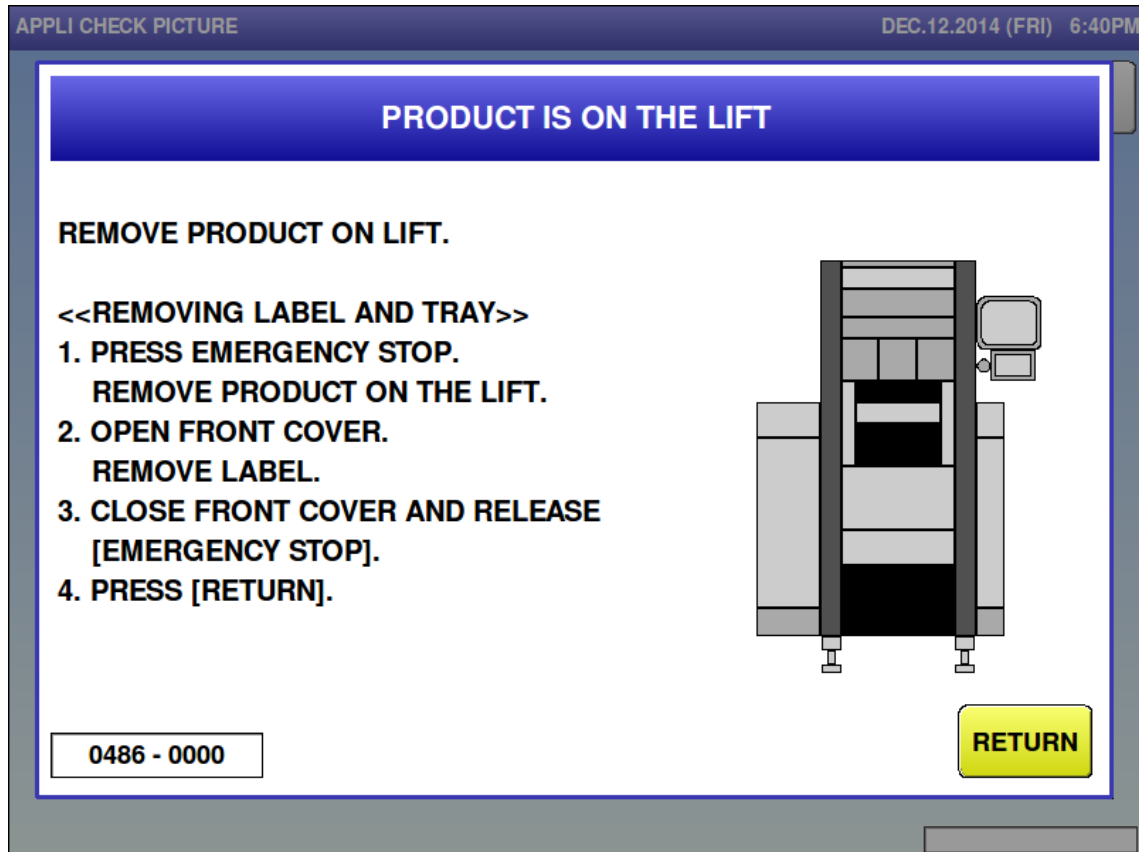 APPLI CHECK PICTURE
DEC.12.2014 (FRI) 6:40PM
PRODUCT IS ON THE LIFT
REMOVE PRODUCT ON LIFT.
<<REMOVING LABEL AND TRAY>>
1. PRESS EMERGENCY STOP.
REMOVE PRODUCT ON THE LIFT.
2. OPEN FRONT COVER.
REMOVE LABEL.
3. CLOSE FRONT COVER AND RELEASE
[EMERGENCY STOP].
4. PRESS [RETURN].
0486 - 0000
RETURN